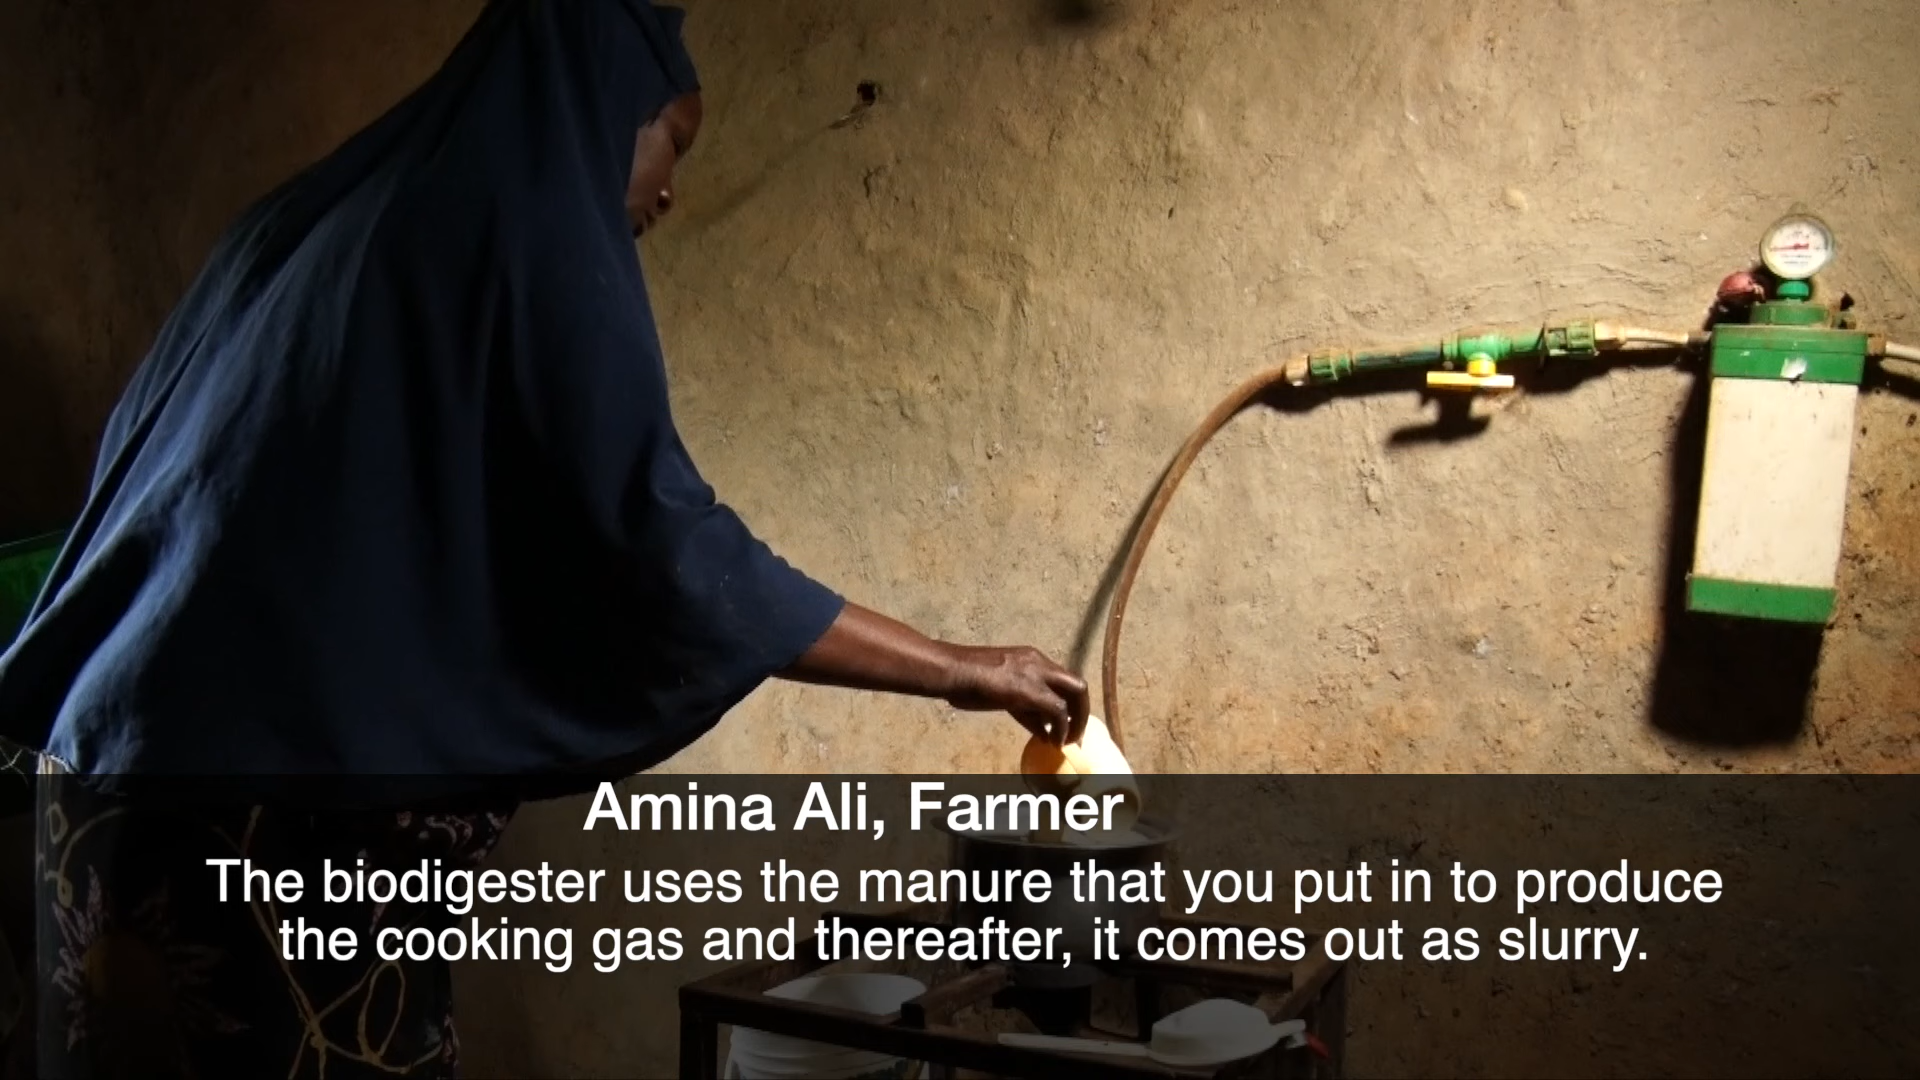 Amina Ali, Farmer
The biodigester uses the manure that you put in to produce
the cooking gas and thereafter, it comes out as slurry.